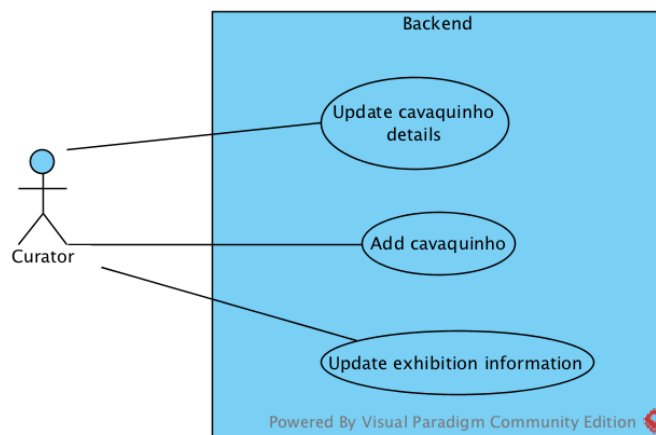 Backend
Update cavaquinho
details
Curator
Add cavaquinho
Update exhibition information
Powered By Visual Paradigm Community Edition